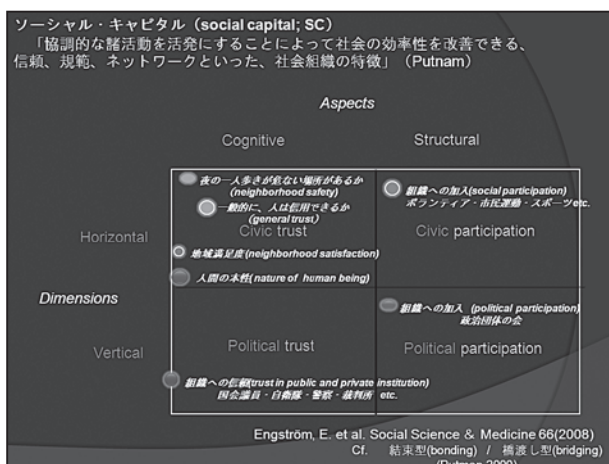 ソーシャル・キャピタル（social capital; SC）
「協調的な諸活動を活発にすることによって社会の効率性を改善できる、
信頼、規範、ネットワークといった、社会組織の特徴」（Putnam）
Aspects
Cognitive Structural
夜の一人歩きが危ない場所があるか
(neighborhood safety)
一般的に、人は信用できるか
(general trust)
Civic trust
組織への加入(social participation)
ボランティア・市民運動・スポーツetc.
Civic participation
Horizontal
地域満足度(neighborhood satisfaction)
人間の本性(nature of human being)
Dimensions
組織への加入 (political participation)
政治団体の会
Vertical
Political trust
Political participation
組織への信頼(trust in public and private institution)
国会議員・自衛隊・警察・裁判所 etc.
Engström, E. et al. Social Science & Medicine 66(2008)
Cf. 結束型(bonding) / 橋渡し型(bridging)